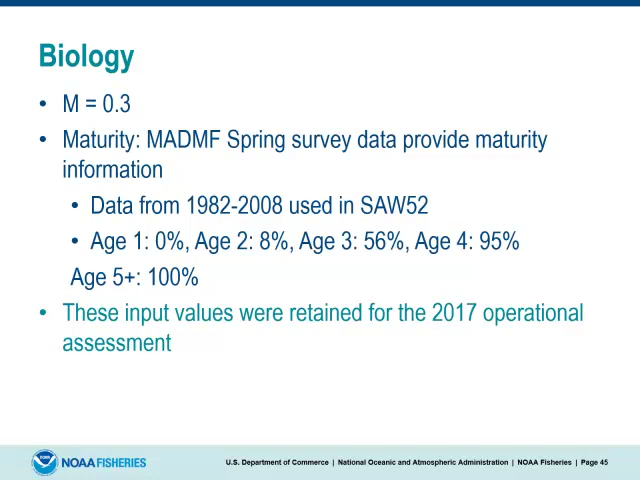 Biology
• M = 0.3
• Maturity: MADMF Spring survey data provide maturity
information
• Data from 1982-2008 used in SAW52
• Age 1: 0%, Age 2: 8%, Age 3: 56%, Age 4: 95%
Age 5+: 100%
• These input values were retained for the 2017 operational
assessment
NOAA FISHERIES
U.S. Department of Commerce | National Oceanic and Atmospheric Administration | NOAA Fisheries | Page 45